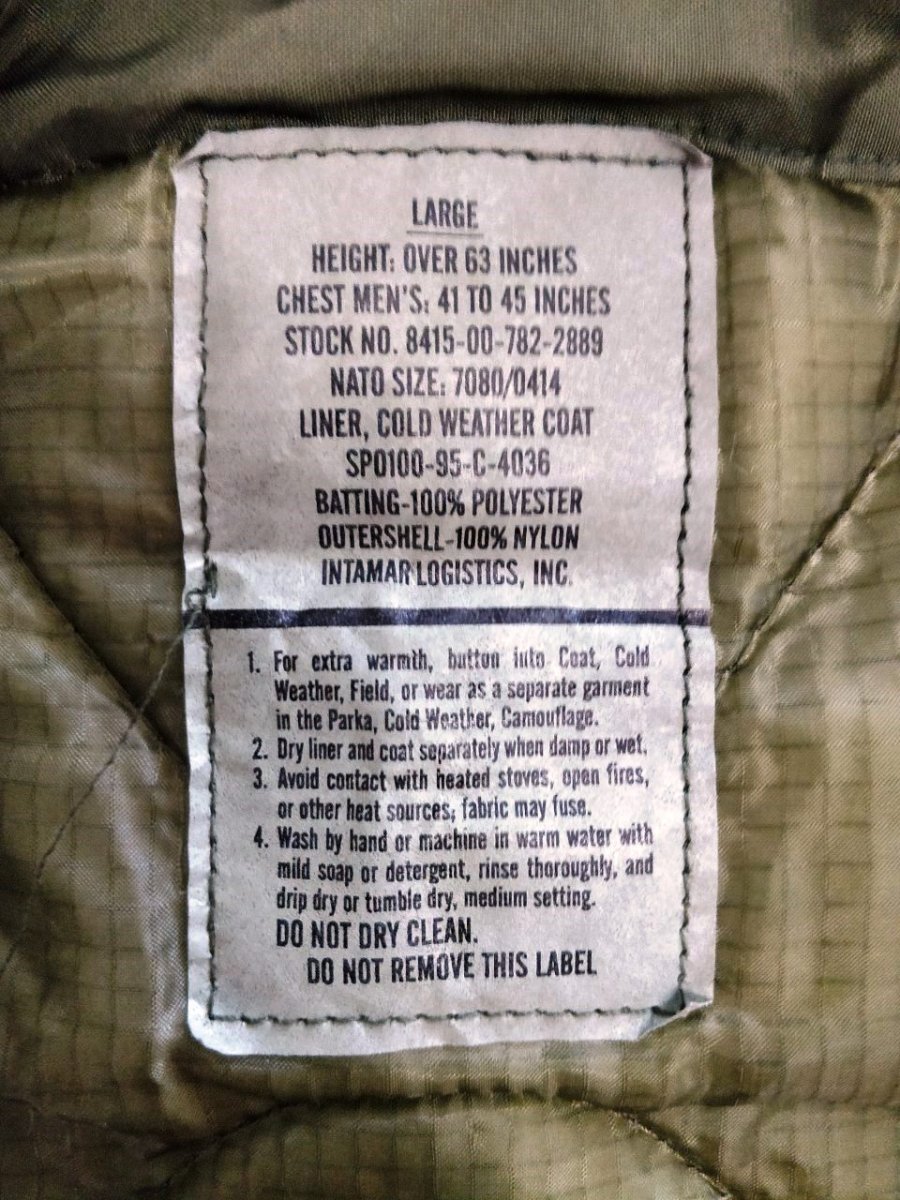 LARGE
HEIGHT: OVER 63 INCHES
CHEST MEN'S: 41 TO 45 INCHES
STOCK NO. 8415-00-782-2889
NATO SIZE: 7080/0414
LINER, COLD WEATHER COAT
SP0100-95-C-4036
BATTING-100% POLYESTER
OUTERSHELL-100% NYLON
INTAMAR LOGISTICS, INC.
1. For extra warmth, button into Coat, Cold
Weather, Field, or wear as a separate garment
in the Parka, Cold Weather, Camouflage.
2. Dry liner and coat separately when damp or wet.
3. Avoid contact with heated stoves, open fires,
or other heat sources; fabric may fuse.
4. Wash by hand or machine in warm water with
mild soap or detergent, rinse thoroughly, and
drip dry or tumble dry, medium setting.
DO NOT DRY CLEAN.
DO NOT REMOVE THIS LABEL